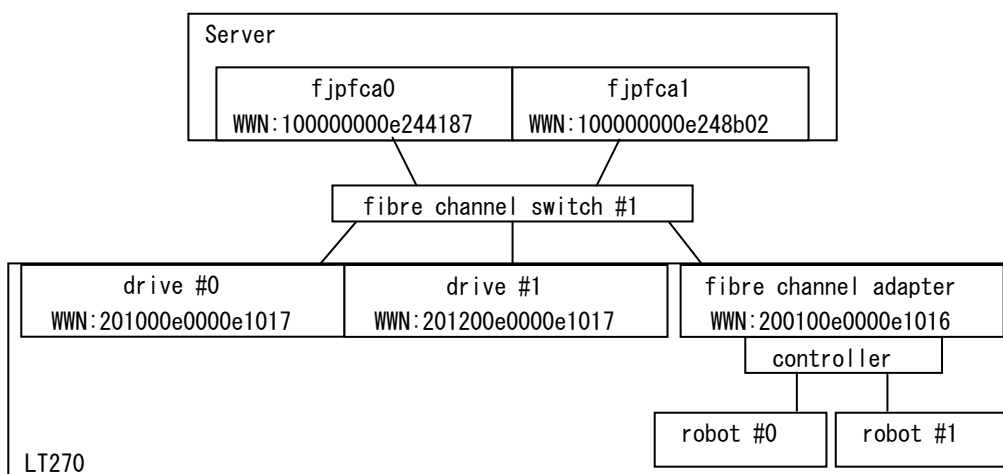 Server
fjpfca0
fjpfca1
WWN:100000000e244187
WWN:100000000e248b02
fibre channel switch #1
drive #0
drive #1
fibre channel adapter
WWN:201000e0000e1017
WWN:201200e0000e1017
WWN:200100e0000e1016
controller
robot #0
robot #1
LT270